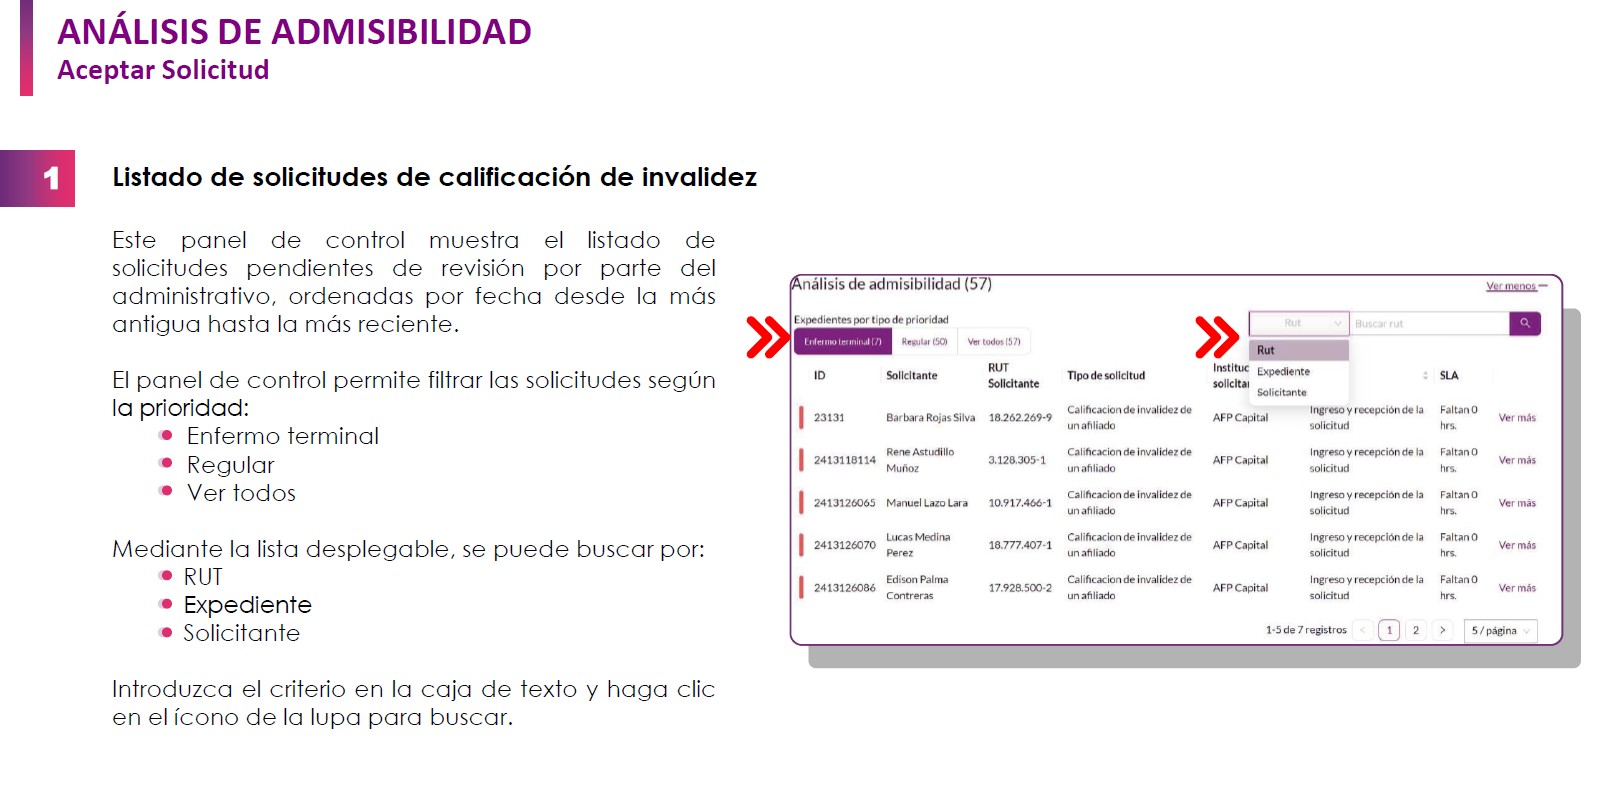 ANÁLISIS DE ADMISIBILIDAD
Aceptar Solicitud
1
Listado de solicitudes de calificación de invalidez
Este panel de control muestra el listado de
solicitudes pendientes de revisión por parte del
administrativo, ordenadas por fecha desde la más
antigua hasta la más reciente.
El panel de control permite filtrar las solicitudes según
la prioridad:
Enfermo terminal
Regular
Ver todos
Mediante la lista desplegable, se puede buscar por:
RUT
Expediente
Solicitante
Introduzca el criterio en la caja de texto y haga clic
en el ícono de la lupa para buscar.
Análisis de admisibilidad (57)
Ver menos
Expedientes por tipo de prioridad
Enfermo terminal (7) Regular (50) Ver todos (57)
Rut Buscar rut
Rut
Expediente
Solicitante
ID Solicitante RUT Solicitante Tipo de solicitud SLA
23131 Barbara Rojas Silva 18.262.269-9 Calificacion de invalidez de un afiliado AFP Capital Ingreso y recepción de la solicitud Faltan 0 hrs. Ver más
2413118114 Rene Astudillo Muñoz 3.128.305-1 Calificacion de invalidez de un afiliado AFP Capital Ingreso y recepción de la solicitud Faltan 0 hrs. Ver más
2413126065 Manuel Lazo Lara 10.917.466-1 Calificacion de invalidez de un afiliado AFP Capital Ingreso y recepción de la solicitud Faltan 0 hrs. Ver más
2413126070 Lucas Medina Perez 18.777.407-1 Calificacion de invalidez de un afiliado AFP Capital Ingreso y recepción de la solicitud Faltan 0 hrs. Ver más
2413126086 Edison Palma Contreras 17.928.500-2 Calificacion de invalidez de un afiliado AFP Capital Ingreso y recepción de la solicitud Faltan 0 hrs. Ver más
1-5 de 7 registros < 1 2 > 5 / página